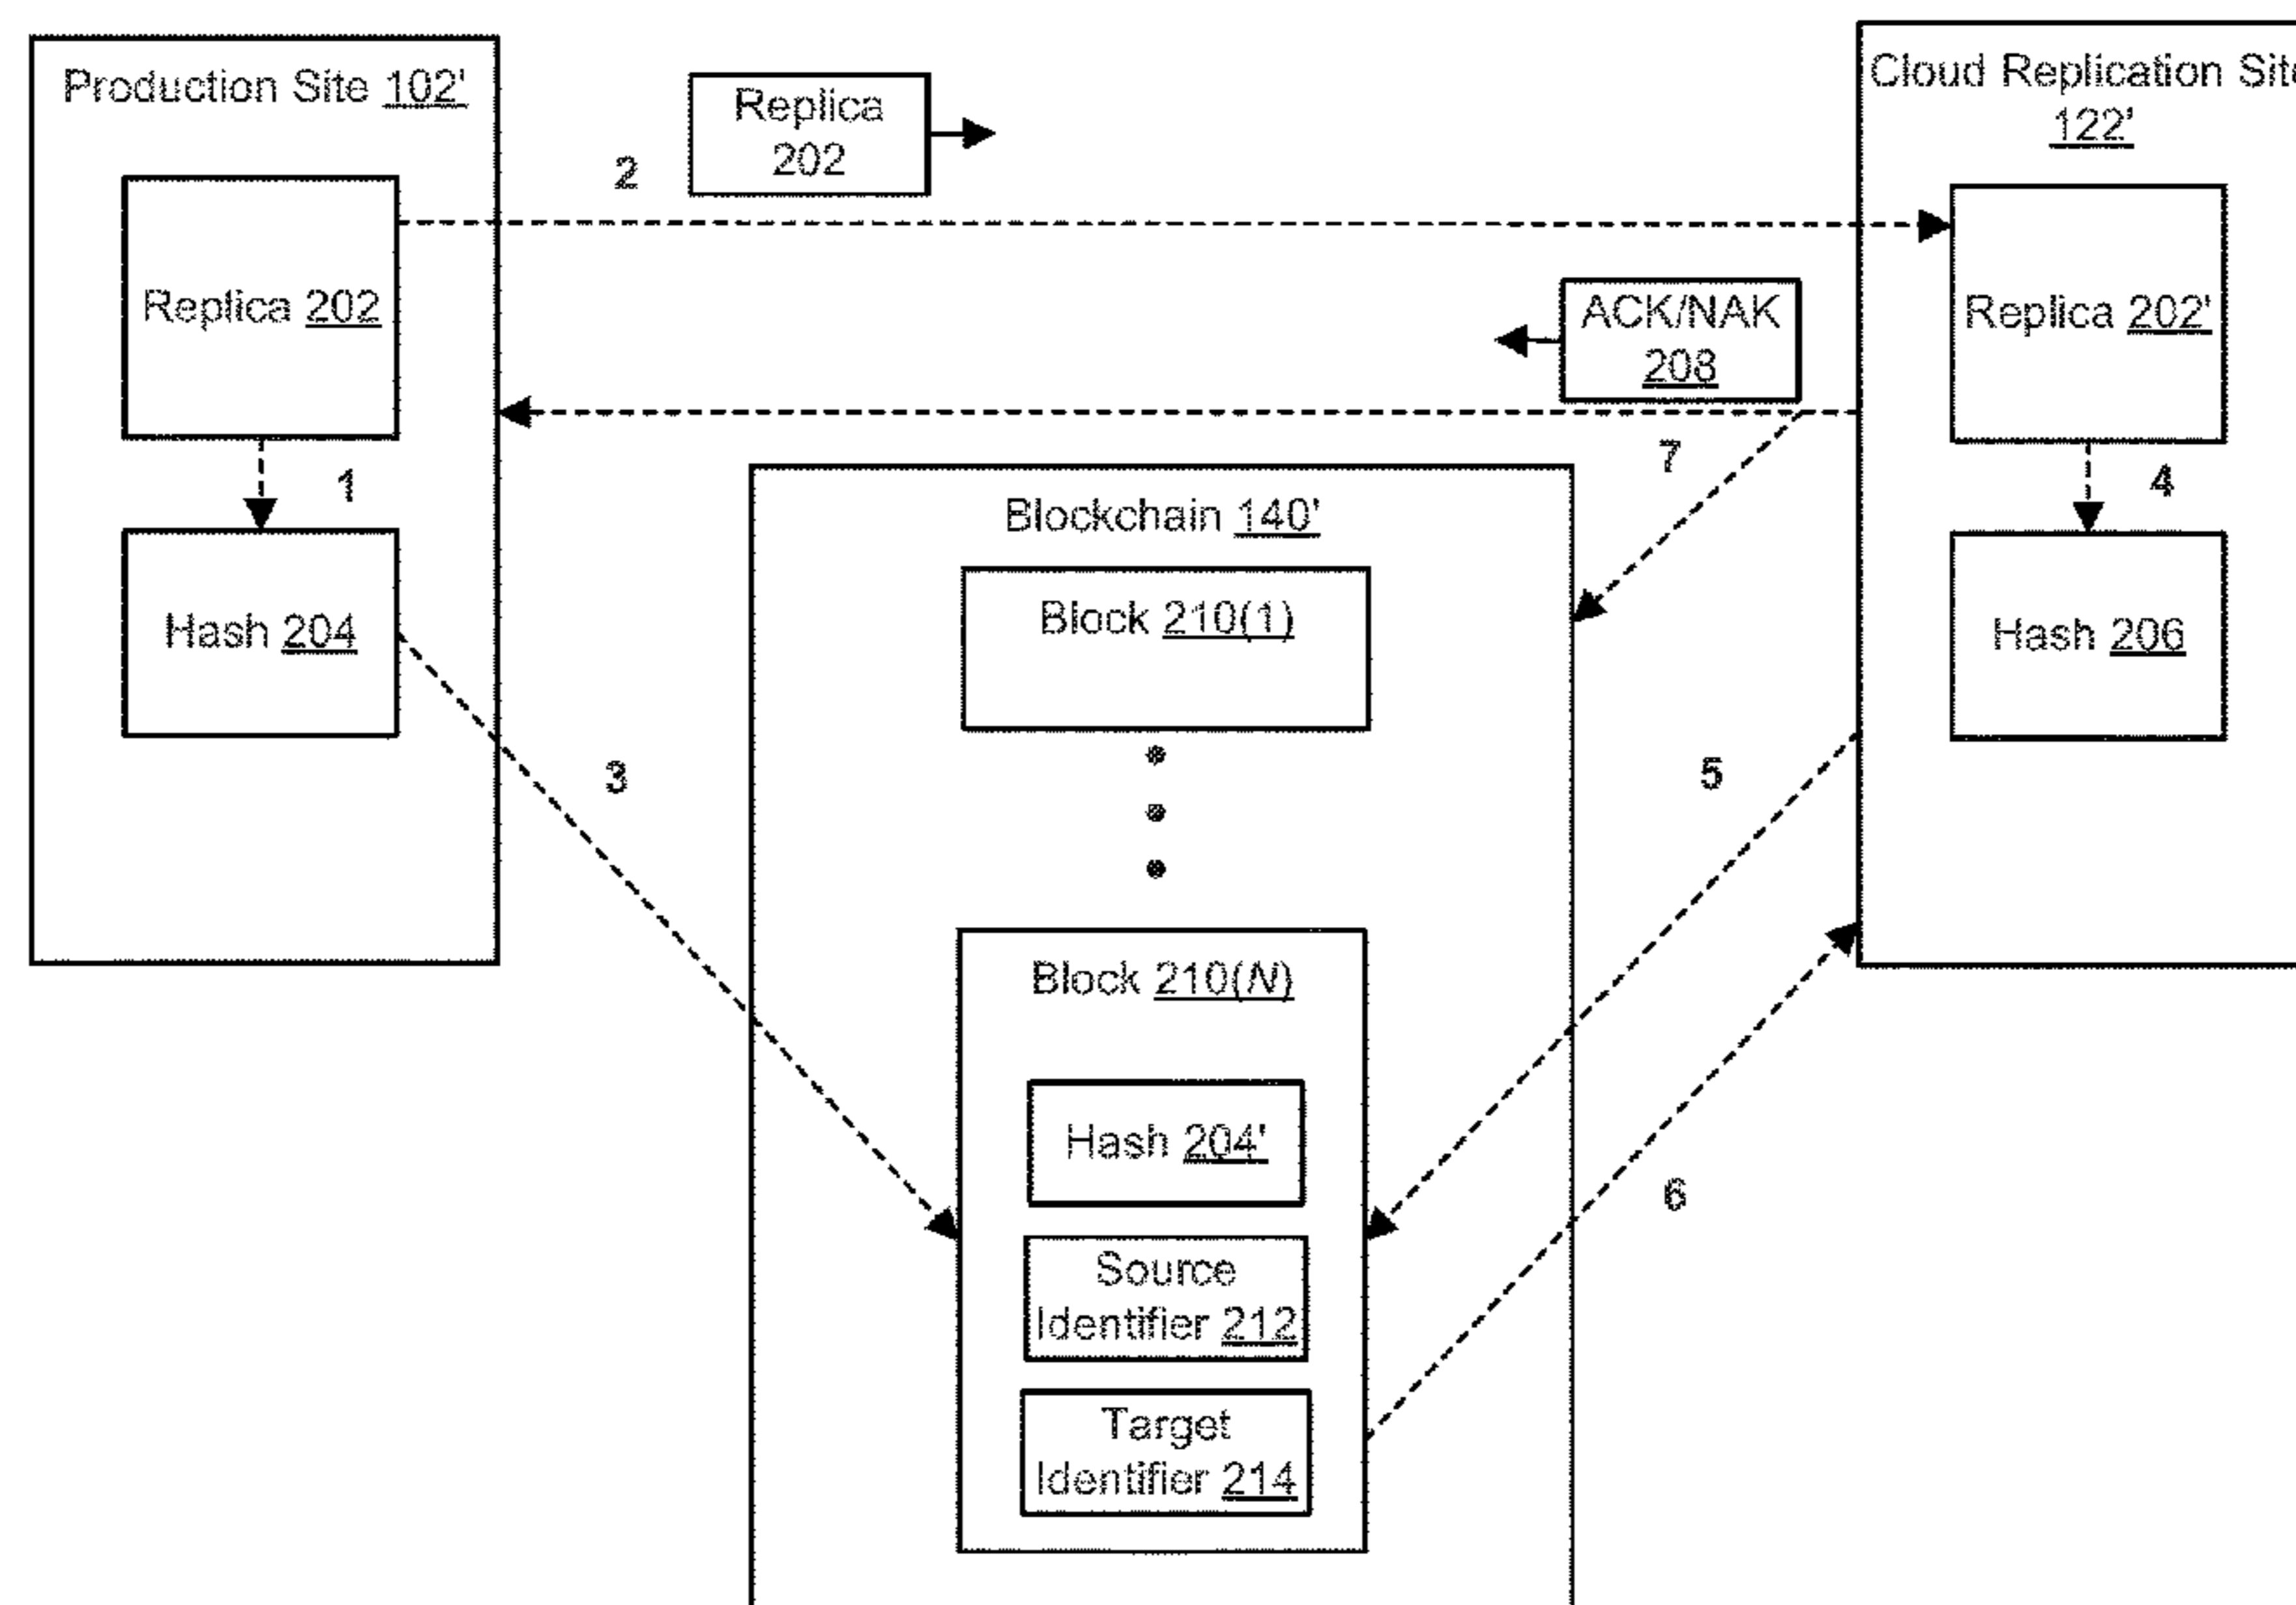 Production Site 102'
Replica 202
1
Hash 204
2
Replica
202
3
Cloud Replication Site
122'
Replica 202'
4
Hash 206
ACK/NAK
208
7
5
6
Blockchain 140'
Block 210(1)
Block 210(N)
Hash 204'
Source
Identifier 212
Target
Identifier 214